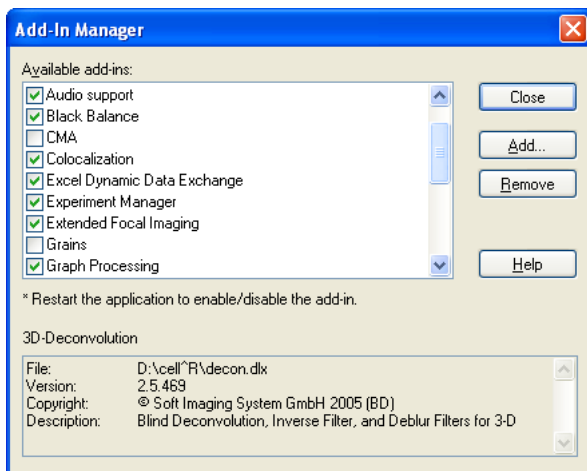 Add-In Manager
Available add-ins:
Audio support
Black Balance
CMA
Colocalization
Excel Dynamic Data Exchange
Experiment Manager
Extended Focal Imaging
Grains
Graph Processing
Close
Add...
Remove
Help
* Restart the application to enable/disable the add-in.
3D-Deconvolution
File: D:\cell^R\decon.dlx
Version: 2.5.469
Copyright: © Soft Imaging System GmbH 2005 (BD)
Description: Blind Deconvolution, Inverse Filter, and Deblur Filters for 3-D